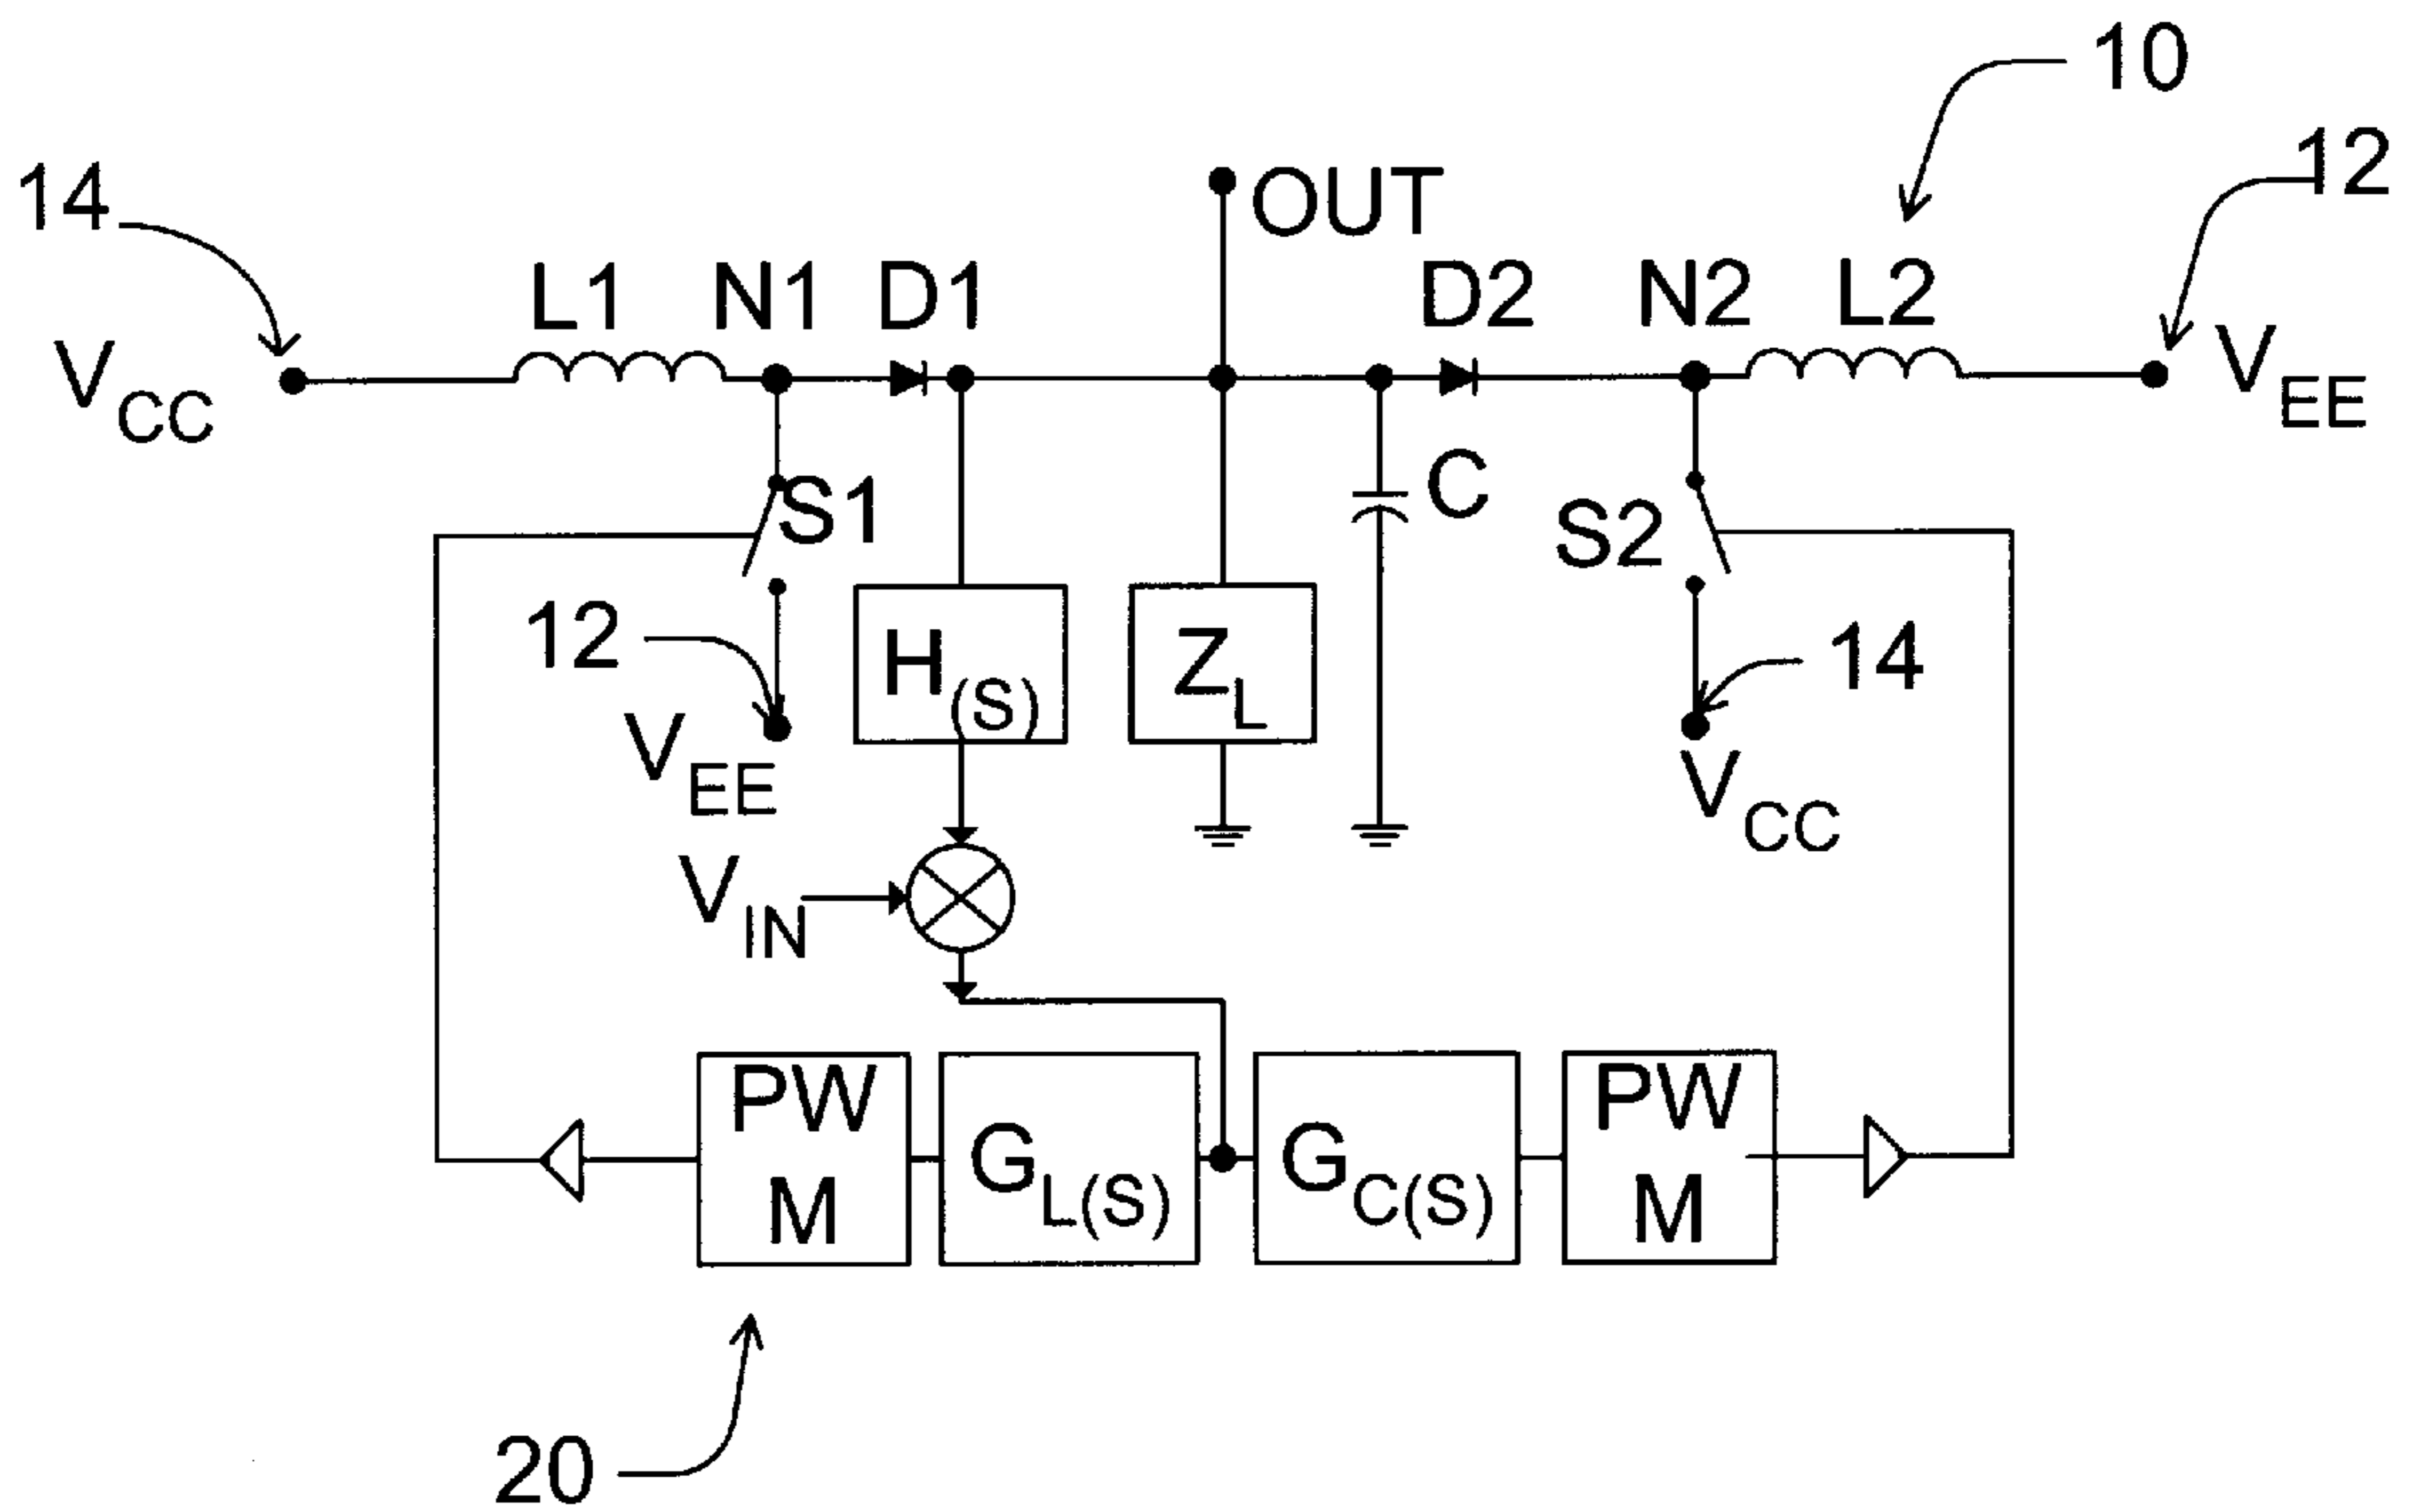 10
12
14
OUT
L1 N1 D1 D2 N2 L2
VCC VEE
C
S1 S2
12 14
H(S) ZL
VEE VCC
VIN
PW PW
GL(S) GC(S)
M M
20